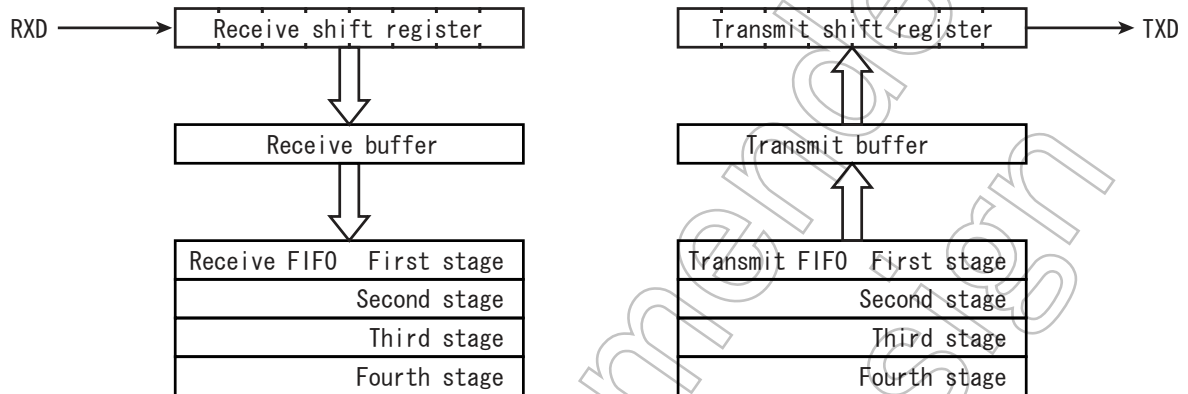 RXD
Receive shift register
Receive buffer
Receive FIFO First stage
Second stage
Third stage
Fourth stage
Transmit shift register
TXD
Transmit buffer
Transmit FIFO First stage
Second stage
Third stage
Fourth stage